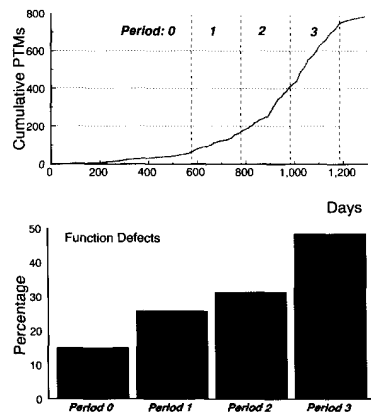 800
600
400
200
0
Cumulative PTMs
Period: 0 1 2 3
0 200 400 600 800 1,000 1,200
Days
50
40
30
20
10
0
Percentage
Function Defects
Period 0 Period 1 Period 2 Period 3